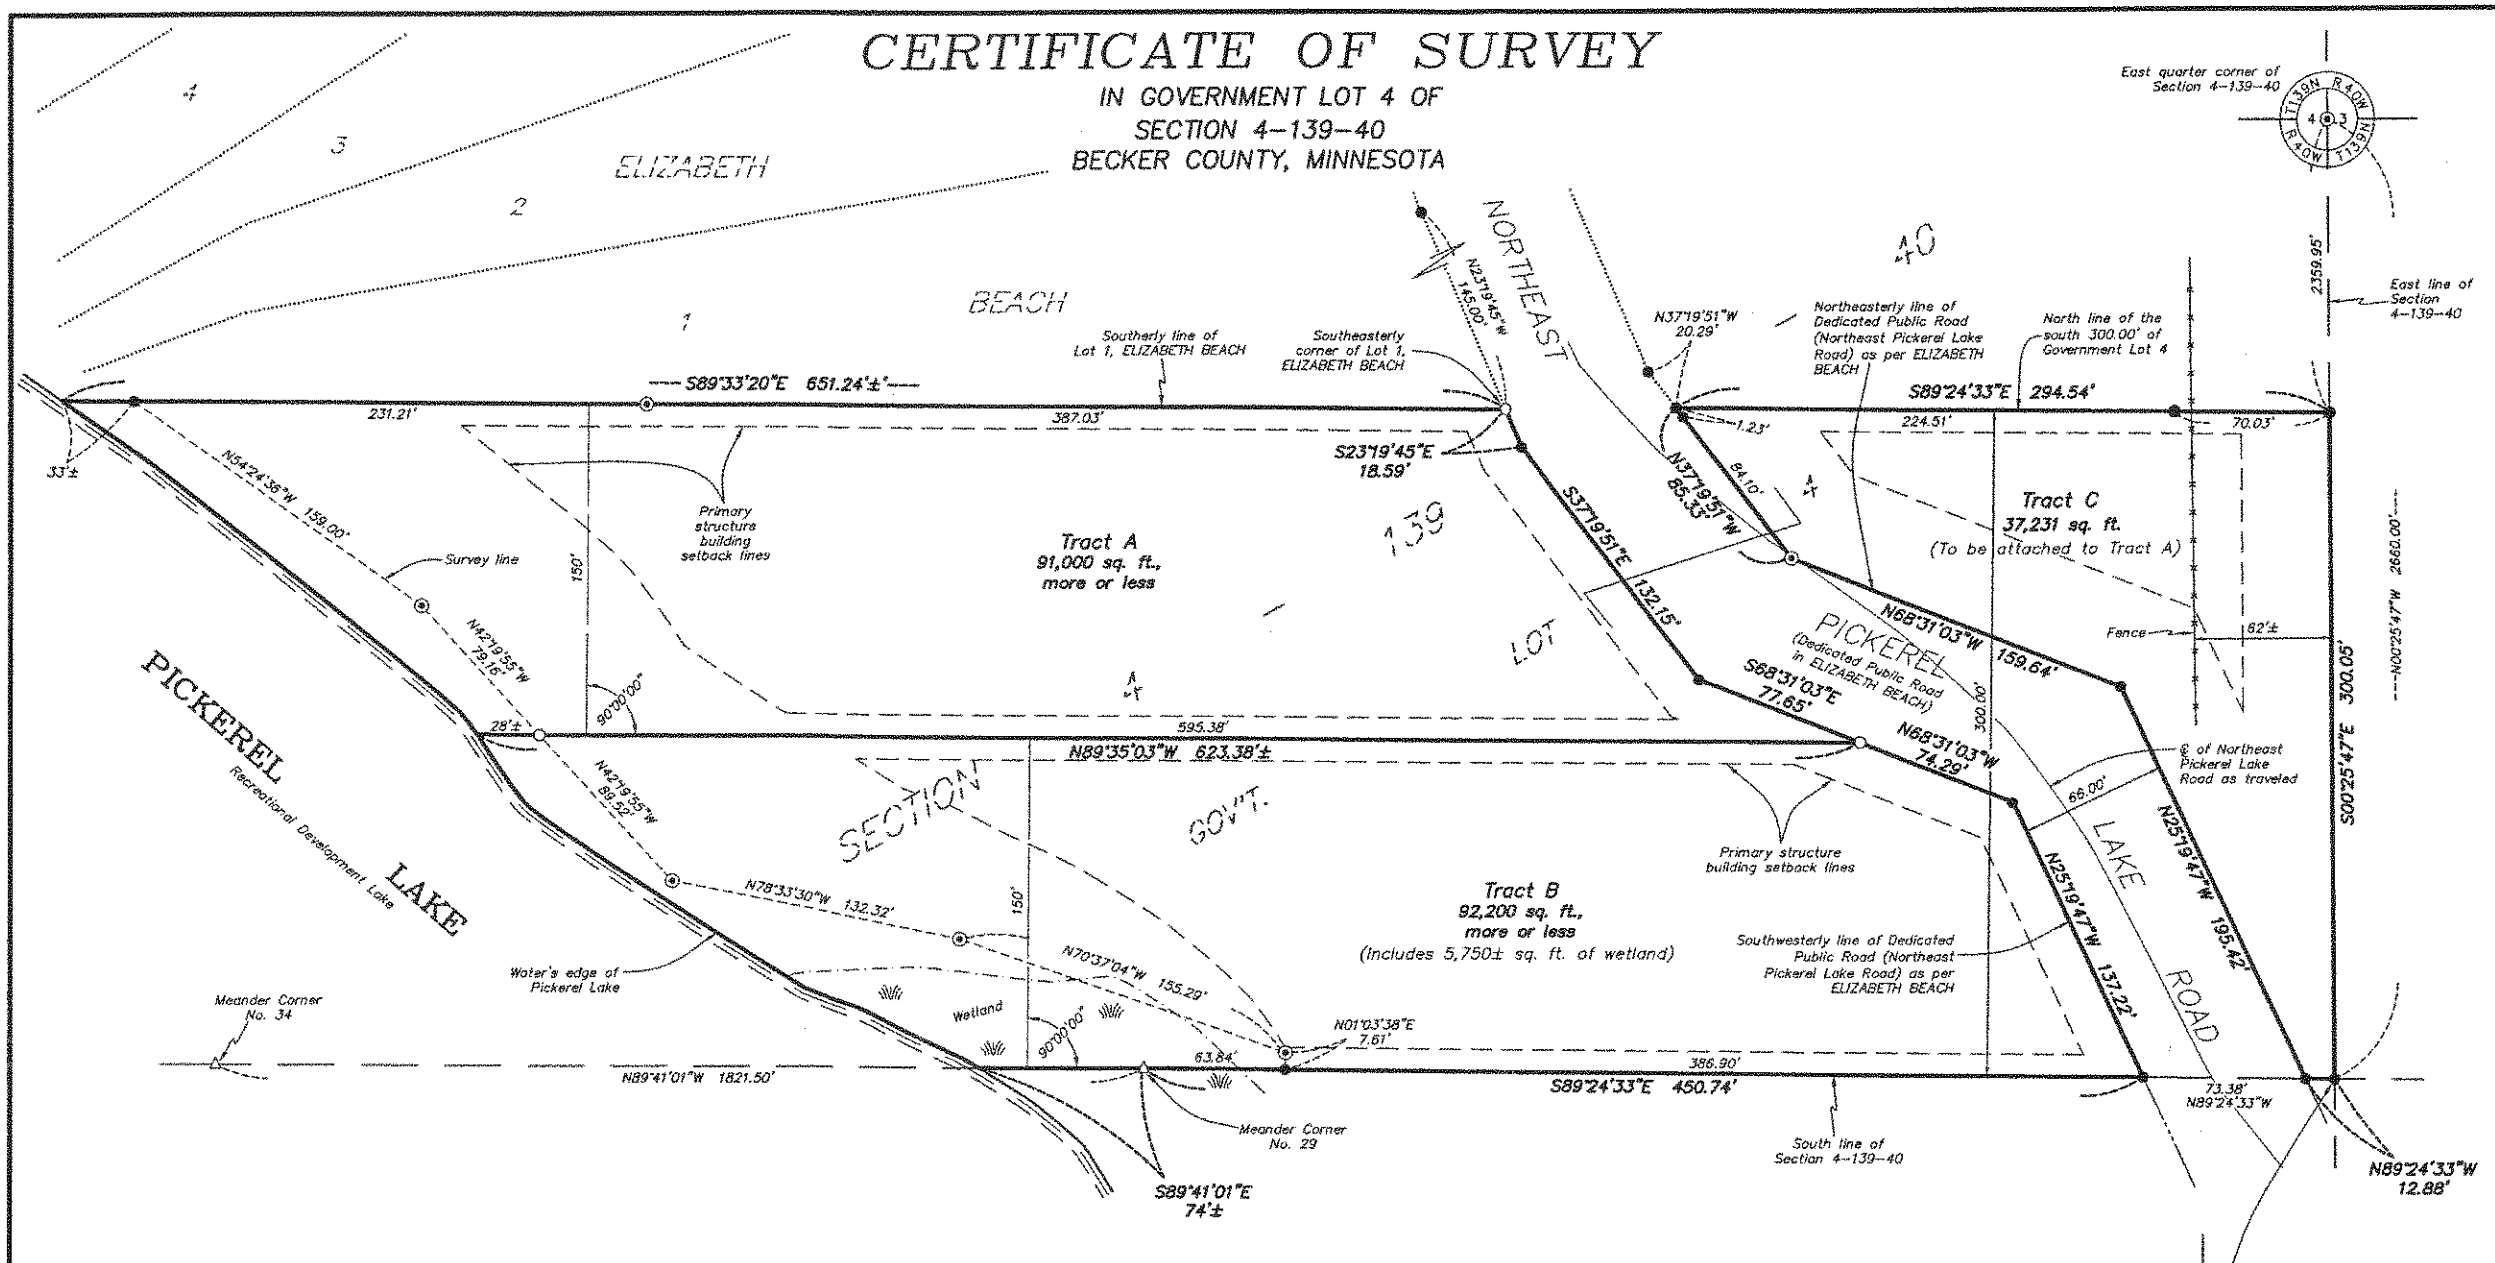 CERTIFICATE OF SURVEY
IN GOVERNMENT LOT 4 OF
SECTION 4-139-40
BECKER COUNTY, MINNESOTA
East quarter corner of
Section 4-139-40
T139N R40W
R40W T139N
4 3
4
3
2
1
ELIZABETH
BEACH
NORTHEAST
40
N23°19'45"W
145.00'
N37°19'51"W
20.29'
Northeasterly line of
Dedicated Public Road
(Northeast Pickerel Lake
Road) as per ELIZABETH
BEACH
North line of the
south 300.00' of
Government Lot 4
2359.95'
East line of
Section
4-139-40
Southerly line of
Lot 1, ELIZABETH BEACH
Southeasterly
corner of Lot 1,
ELIZABETH BEACH
S89°33'20"E 651.24'±
231.21'
387.03'
S89°24'33"E 294.54'
1.23'
224.51'
70.03'
33'±
N54°24'36"W 159.00'
Survey line
Primary
structure
building
setback lines
150'
Tract A
91,000 sq. ft.,
more or less
S23°19'45"E
18.59'
139
S37°19'51"E 132.15'
84.10'
N37°19'51"W
85.33'
4
Tract C
37,231 sq. ft.
(To be attached to Tract A)
----N00°25'47"W 2660.00'----
N42°19'55"W
79.16'
LOT
4
PICKEREL
(Dedicated Public Road
in ELIZABETH BEACH)
N68°31'03"W 159.64'
Fence
62'±
S00°25'47"E 300.05'
300.00'
S68°31'03"E
77.65'
90°00'00"
28'±
595.38'
N89°35'03"W 623.38'±
N68°31'03"W
74.29'
PICKEREL
LAKE
Recreational Development Lake
N42°19'55"W
89.52'
SECTION
GOV'T.
Primary structure
building setback lines
66.00'
℄ of Northeast
Pickerel Lake
Road as traveled
LAKE
ROAD
N25°19'47"W 195.42'
N25°19'47"W 137.22'
N78°33'30"W 132.32'
150'
Tract B
92,200 sq. ft.,
more or less
(Includes 5,750± sq. ft. of wetland)
Southwesterly line of Dedicated
Public Road (Northeast
Pickerel Lake Road) as per
ELIZABETH BEACH
N70°37'04"W 155.29'
Water's edge of
Pickerel Lake
Wetland
90°00'00"
N01°03'38"E
7.61'
Meander Corner
No. 34
N89°41'01"W 1821.50'
63.84'
386.90'
S89°24'33"E 450.74'
73.38'
N89°24'33"W
Meander Corner
No. 29
South line of
Section 4-139-40
S89°41'01"E
74'±
N89°24'33"W
12.88'